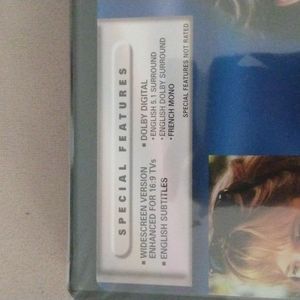 SPECIAL FEATURES
▪ WIDESCREEN VERSION
ENHANCED FOR 16:9 TVs
▪ ENGLISH SUBTITLES
▪ DOLBY DIGITAL
• ENGLISH 5.1 SURROUND
• ENGLISH DOLBY SURROUND
• FRENCH MONO
SPECIAL FEATURES NOT RATED